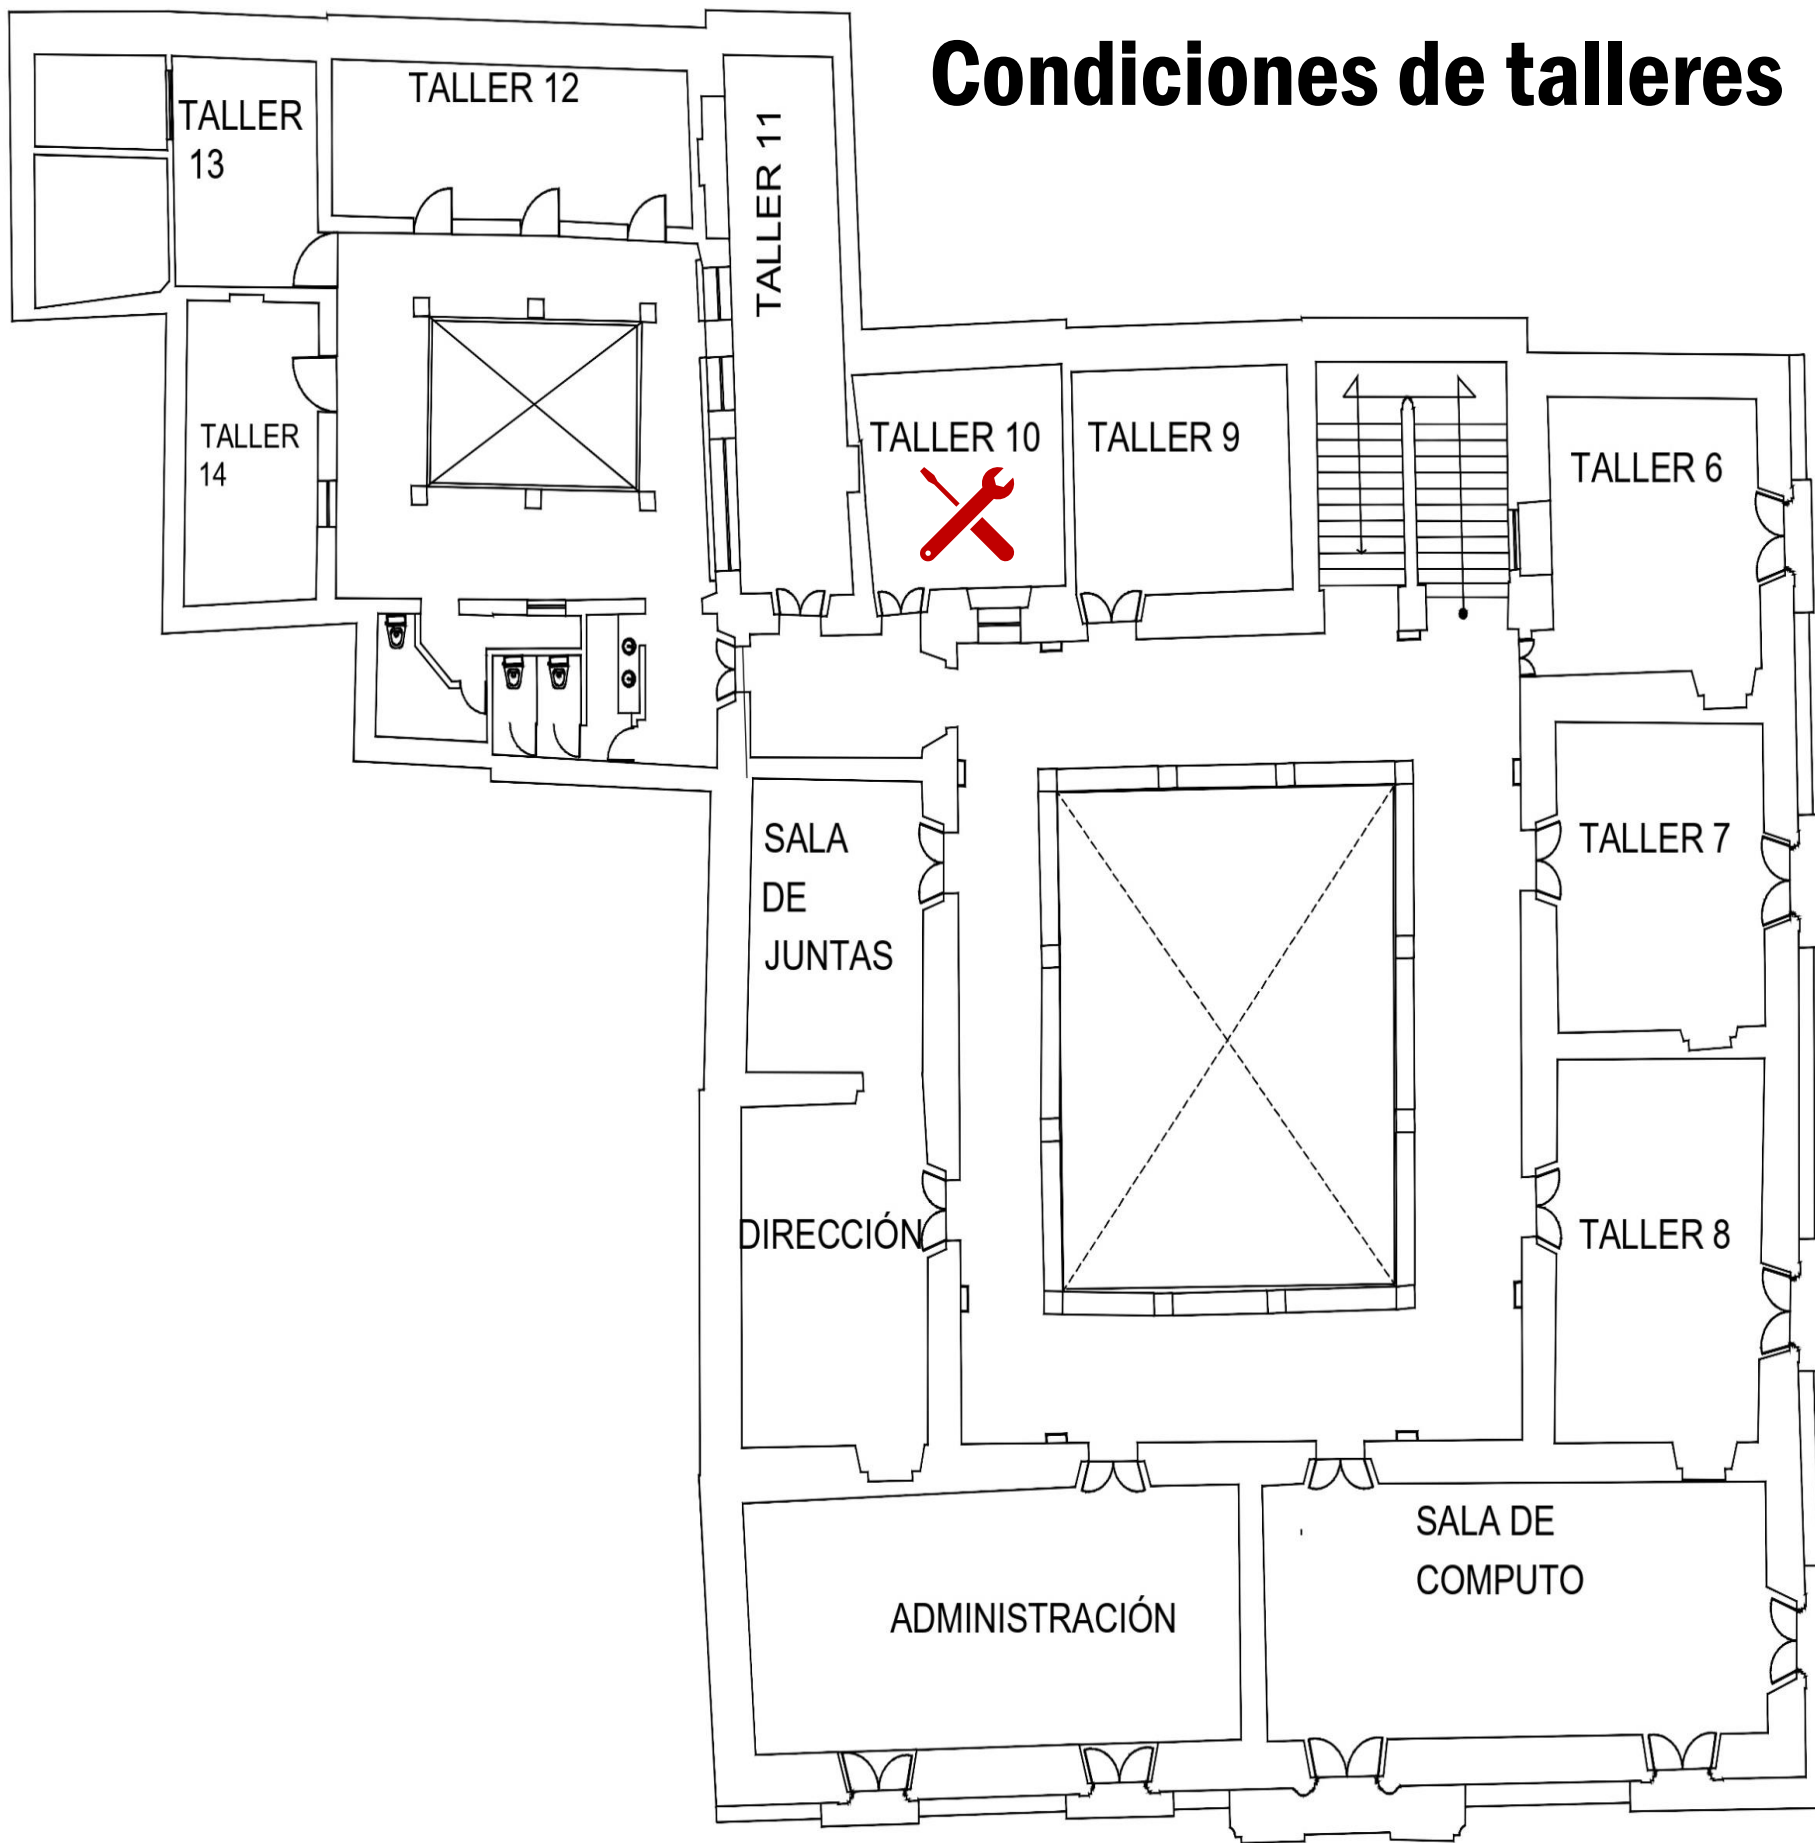 Condiciones de talleres
TALLER 12
TALLER
13
TALLER 11
TALLER
14
TALLER 10
TALLER 9
TALLER 6
SALA
DE
JUNTAS
TALLER 7
DIRECCIÓN
TALLER 8
SALA DE
COMPUTO
ADMINISTRACIÓN